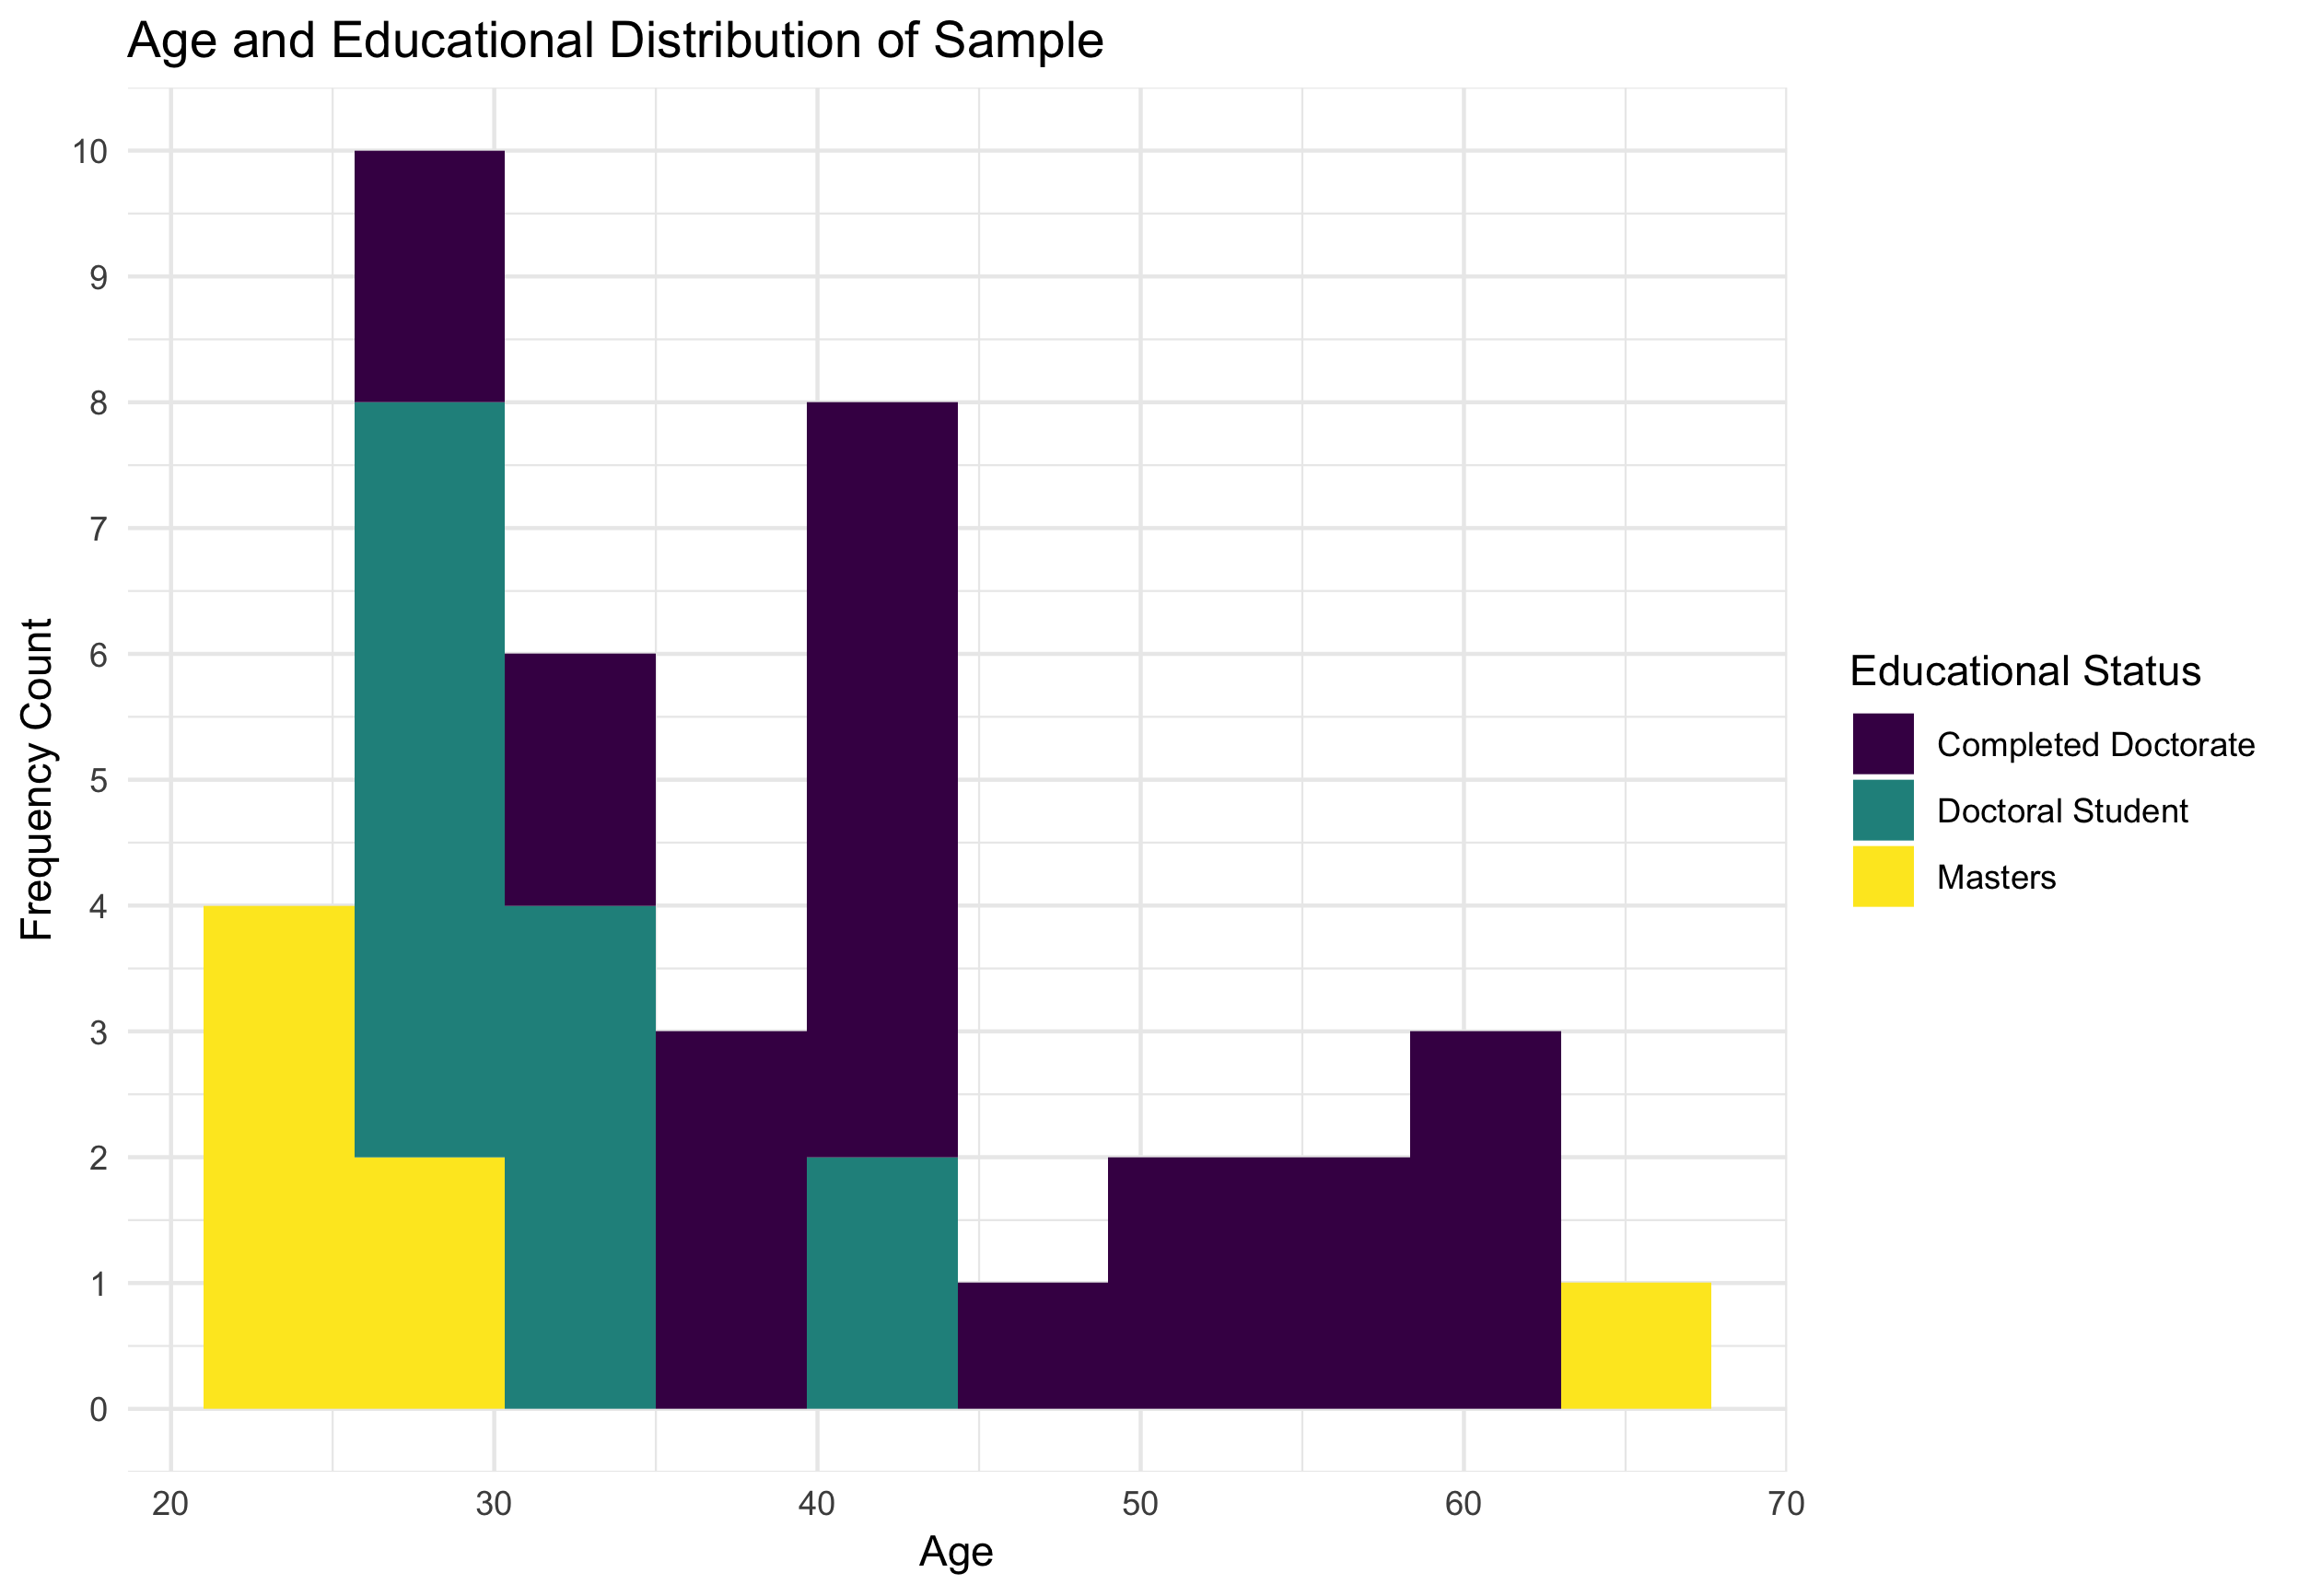 Age and Educational Distribution of Sample
Frequency Count
10
9
8
7
6
5
4
3
2
1
0
20 30 40 50 60 70
Age
Educational Status
Completed Doctorate
Doctoral Student
Masters